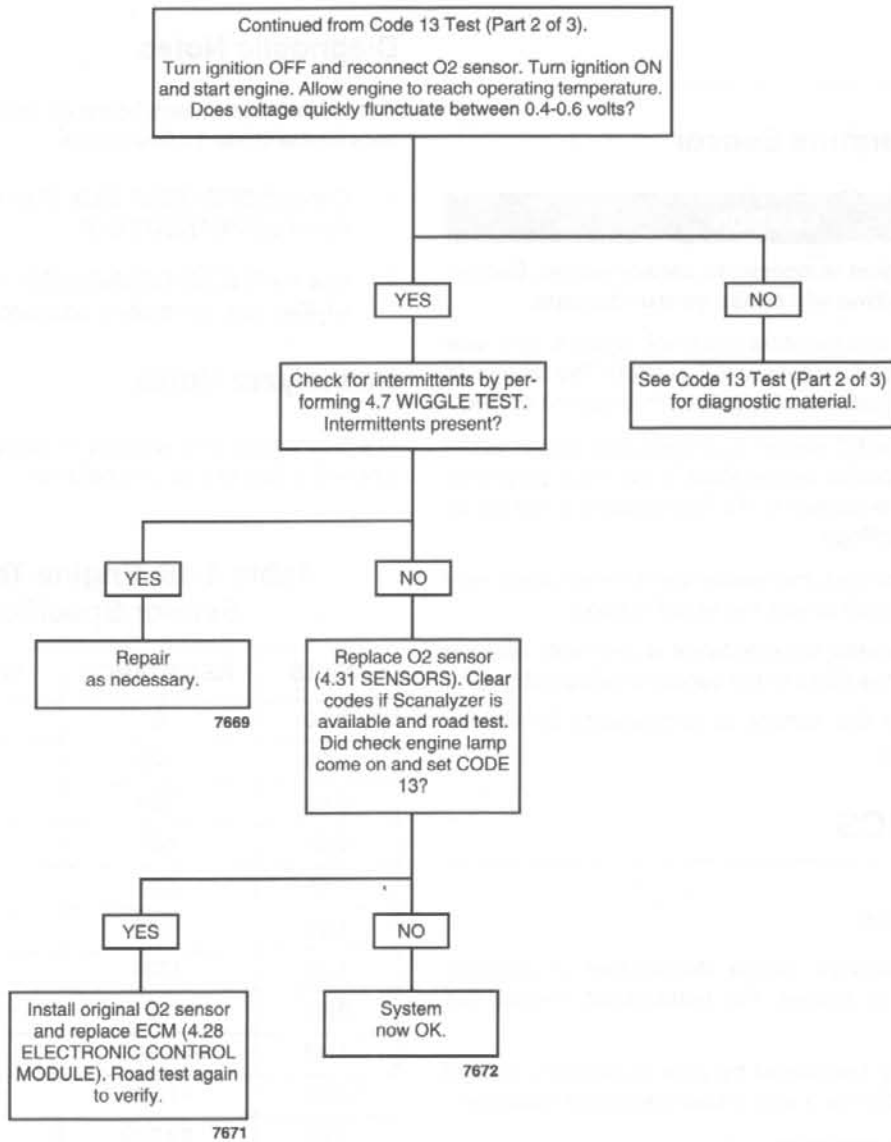 Continued from Code 13 Test (Part 2 of 3).
Turn ignition OFF and reconnect O2 sensor. Turn ignition ON
and start engine. Allow engine to reach operating temperature.
Does voltage quickly flunctuate between 0.4-0.6 volts?
YES
NO
Check for intermittents by per-
forming 4.7 WIGGLE TEST.
Intermittents present?
See Code 13 Test (Part 2 of 3)
for diagnostic material.
YES
NO
Repair
as necessary.
7669
Replace O2 sensor
(4.31 SENSORS). Clear
codes if Scanalyzer is
available and road test.
Did check engine lamp
come on and set CODE
13?
YES
NO
Install original O2 sensor
and replace ECM (4.28
ELECTRONIC CONTROL
MODULE). Road test again
to verify.
7671
System
now OK.
7672